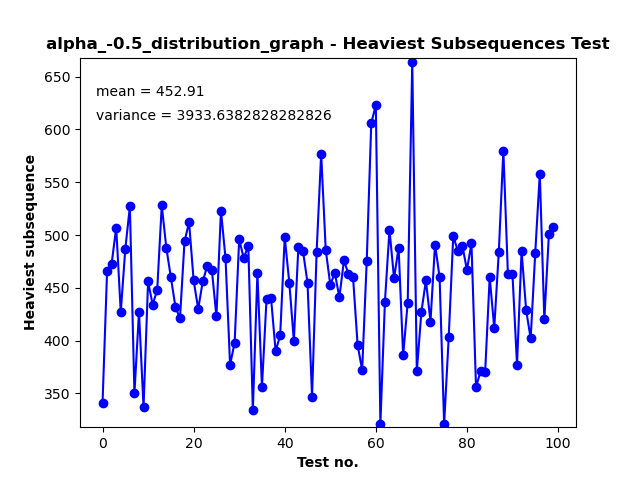 alpha_-0.5_distribution_graph - Heaviest Subsequences Test
mean = 452.91
variance = 3933.6382828282826
650
600
550
500
450
400
350
Heaviest subsequence
0 20 40 60 80 100
Test no.